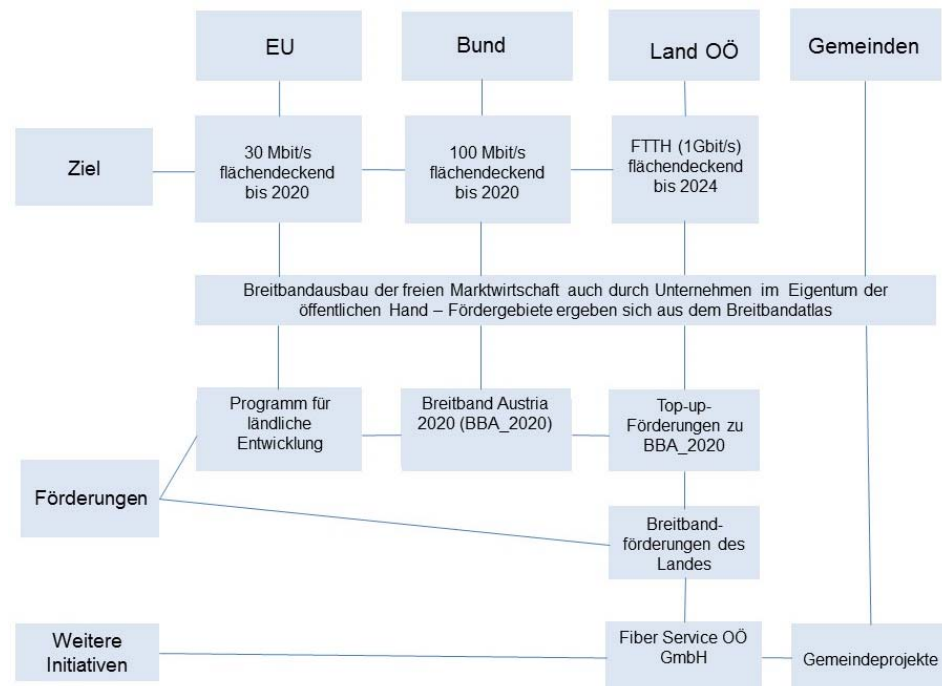 EU
Bund
Land OÖ
Gemeinden
Ziel
30 Mbit/s
flächendeckend
bis 2020
100 Mbit/s
flächendeckend
bis 2020
FTTH (1Gbit/s)
flächendeckend
bis 2024
Breitbandausbau der freien Marktwirtschaft auch durch Unternehmen im Eigentum der
öffentlichen Hand – Fördergebiete ergeben sich aus dem Breitbandatlas
Förderungen
Programm für
ländliche
Entwicklung
Breitband Austria
2020 (BBA_2020)
Top-up-
Förderungen zu
BBA_2020
Breitband-
förderungen des
Landes
Weitere
Initiativen
Fiber Service OÖ
GmbH
Gemeindeprojekte